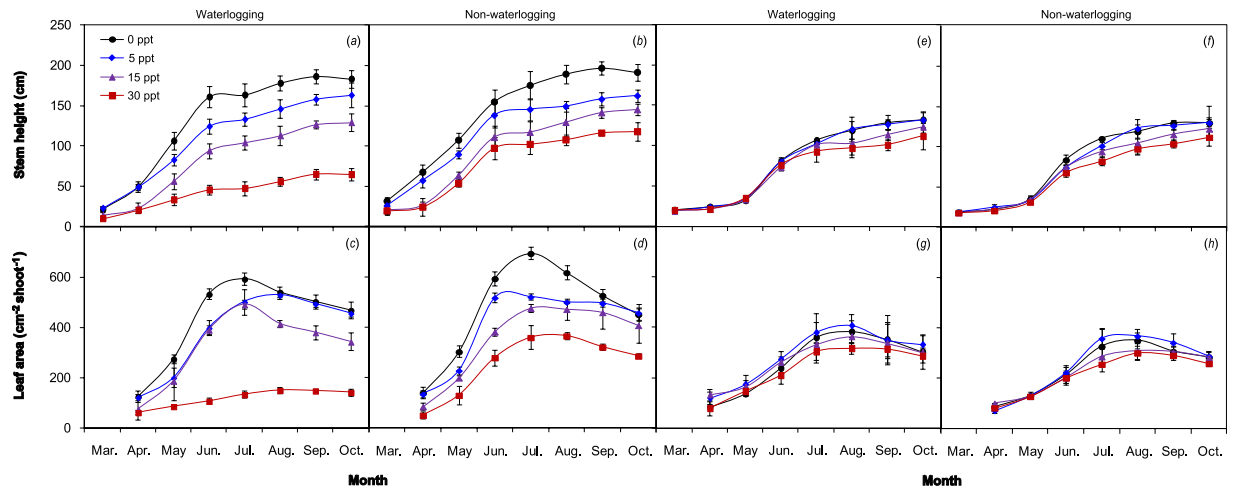 Waterlogging Non-waterlogging Waterlogging Non-waterlogging
250 (a) (b) (e) (f)
0 ppt
200
5 ppt
15 ppt
150
30 ppt
100
50
0
Stem height (cm)
(c) (d) (g) (h)
600
400
200
0
Leaf area (cm⁻² shoot⁻¹)
Mar. Apr. May Jun. Jul. Aug. Sep. Oct. Mar. Apr. May Jun. Jul. Aug. Sep. Oct. Mar. Apr. May Jun. Jul. Aug. Sep. Oct. Mar. Apr. May Jun. Jul. Aug. Sep. Oct.
Month Month